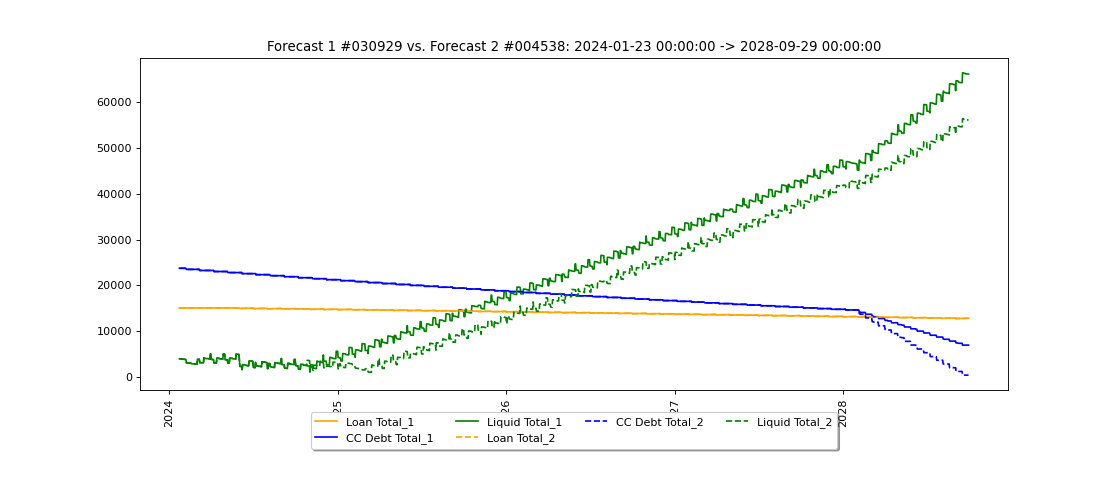 Forecast 1 #030929 vs. Forecast 2 #004538: 2024-01-23 00:00:00 -> 2028-09-29 00:00:00
60000
50000
40000
30000
20000
10000
0
2024
25
26
27
2028
Loan Total_1
CC Debt Total_1
Liquid Total_1
Loan Total_2
CC Debt Total_2
Liquid Total_2